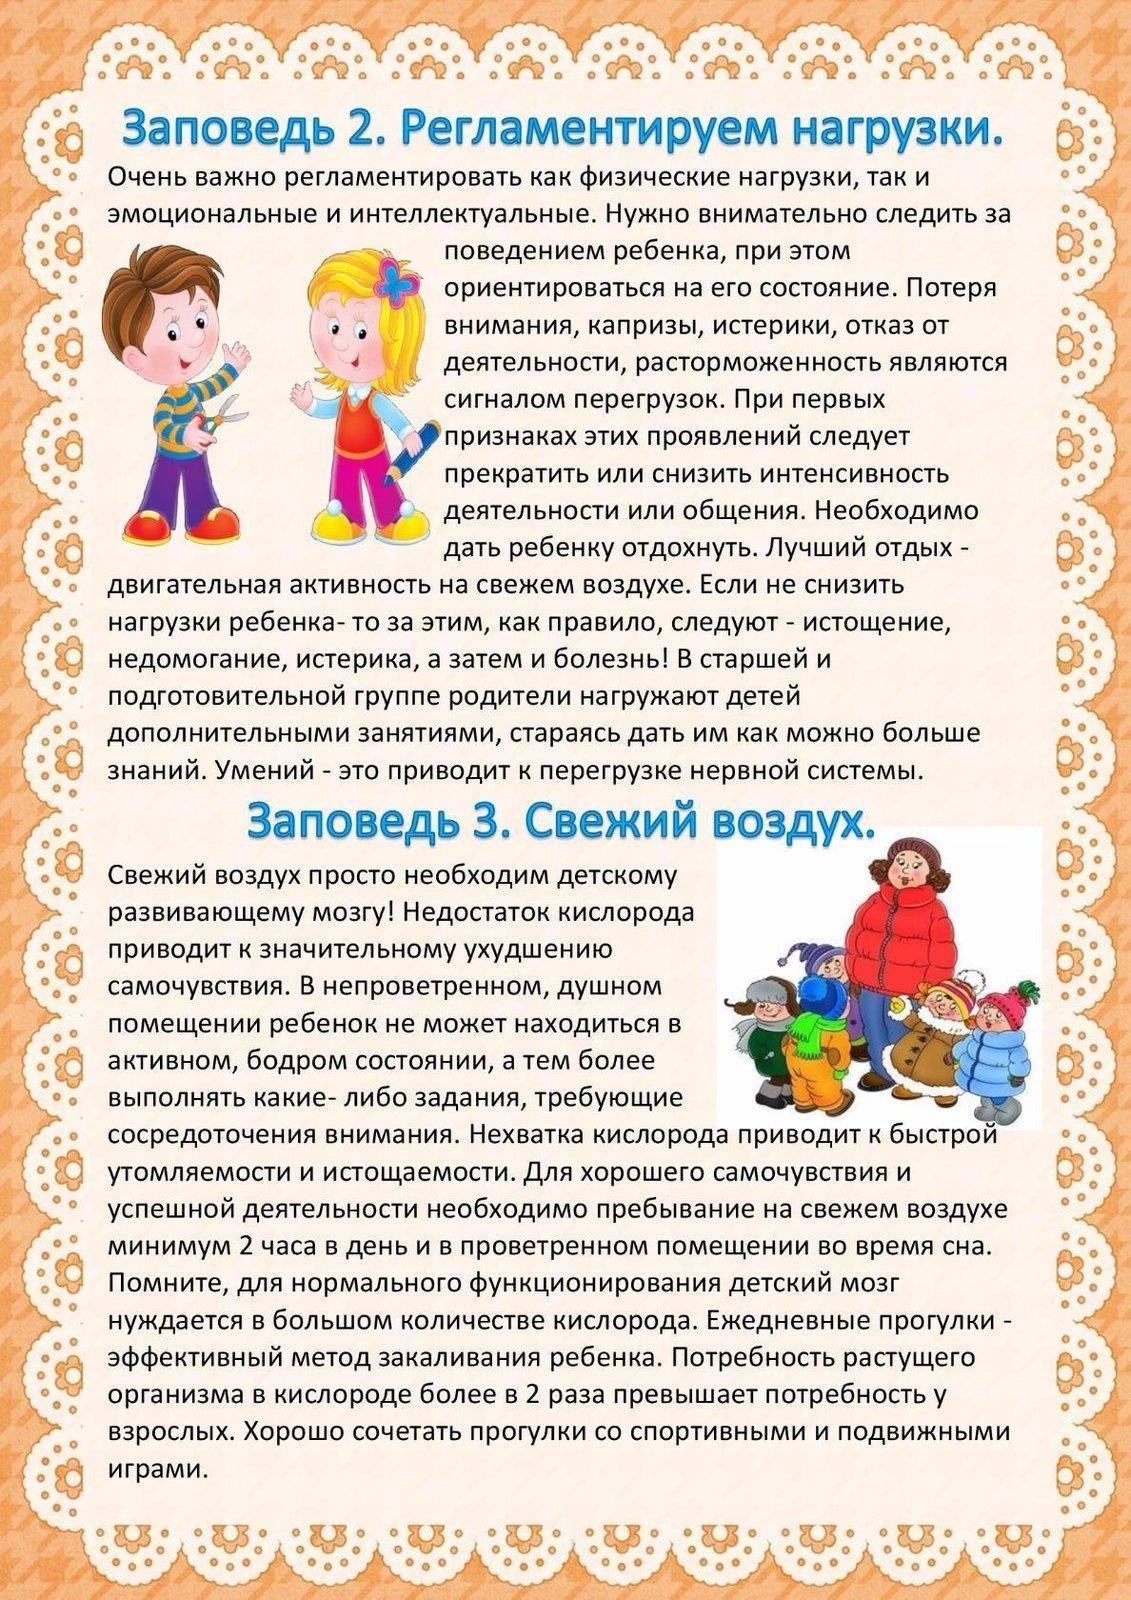 Заповедь 2. Регламентируем нагрузки.
Очень важно регламентировать как физические нагрузки, так и
эмоциональные и интеллектуальные. Нужно внимательно следить за
поведением ребенка, при этом
ориентироваться на его состояние. Потеря
внимания, капризы, истерики, отказ от
деятельности, расторможенность являются
сигналом перегрузок. При первых
признаках этих проявлений следует
прекратить или снизить интенсивность
деятельности или общения. Необходимо
дать ребенку отдохнуть. Лучший отдых -
двигательная активность на свежем воздухе. Если не снизить
нагрузки ребенка- то за этим, как правило, следуют - истощение,
недомогание, истерика, а затем и болезнь! В старшей и
подготовительной группе родители нагружают детей
дополнительными занятиями, стараясь дать им как можно больше
знаний. Умений - это приводит к перегрузке нервной системы.
Заповедь 3. Свежий воздух.
Свежий воздух просто необходим детскому
развивающему мозгу! Недостаток кислорода
приводит к значительному ухудшению
самочувствия. В непроветренном, душном
помещении ребенок не может находиться в
активном, бодром состоянии, а тем более
выполнять какие- либо задания, требующие
сосредоточения внимания. Нехватка кислорода приводит к быстрой
утомляемости и истощаемости. Для хорошего самочувствия и
успешной деятельности необходимо пребывание на свежем воздухе
минимум 2 часа в день и в проветренном помещении во время сна.
Помните, для нормального функционирования детский мозг
нуждается в большом количестве кислорода. Ежедневные прогулки -
эффективный метод закаливания ребенка. Потребность растущего
организма в кислороде более в 2 раза превышает потребность у
взрослых. Хорошо сочетать прогулки со спортивными и подвижными
играми.